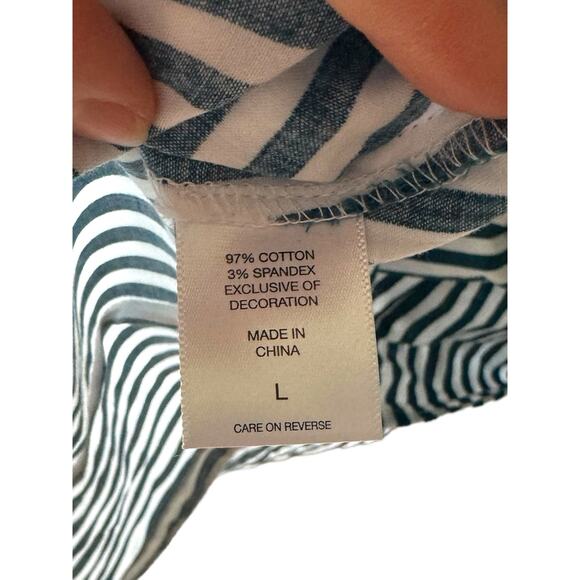 97% COTTON
3% SPANDEX
EXCLUSIVE OF
DECORATION
MADE IN
CHINA
L
CARE ON REVERSE